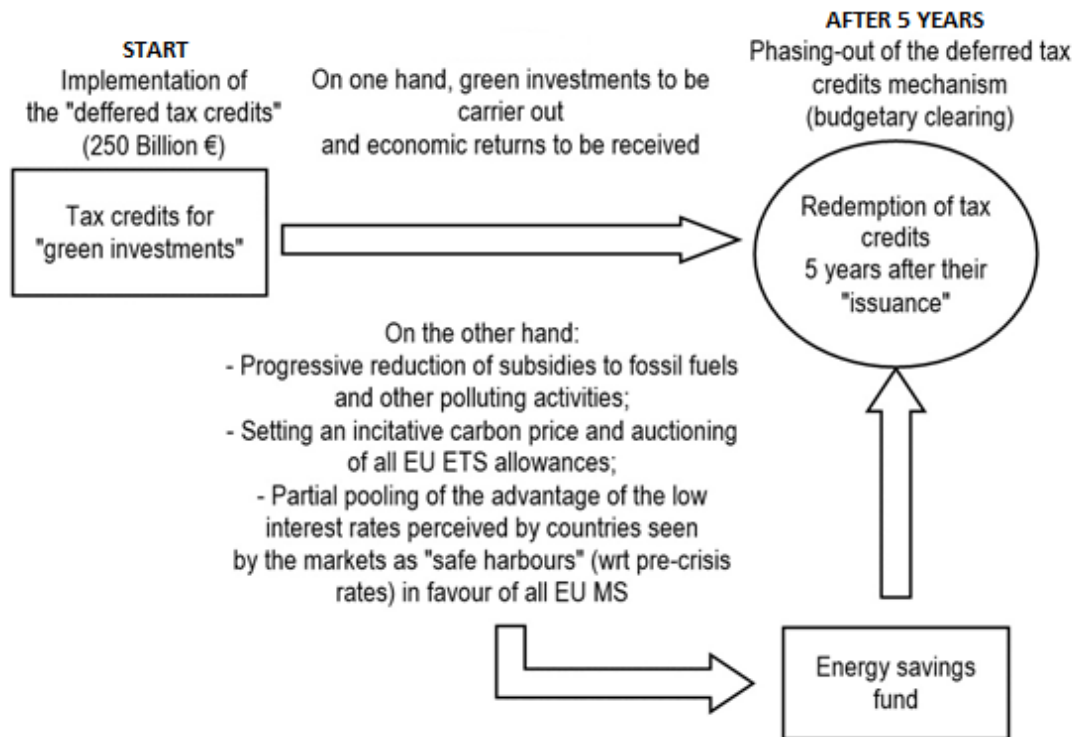 START
Implementation of
the "deffered tax credits"
(250 Billion €)
Tax credits for
"green investments"
On one hand, green investments to be
carrier out
and economic returns to be received
AFTER 5 YEARS
Phasing-out of the deferred tax
credits mechanism
(budgetary clearing)
Redemption of tax
credits
5 years after their
"issuance"
On the other hand:
- Progressive reduction of subsidies to fossil fuels
and other polluting activities;
- Setting an incitative carbon price and auctioning
of all EU ETS allowances;
- Partial pooling of the advantage of the low
interest rates perceived by countries seen
by the markets as "safe harbours" (wrt pre-crisis
rates) in favour of all EU MS
Energy savings
fund